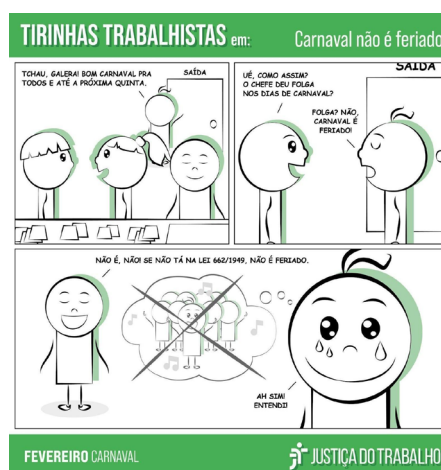 TIRINHAS TRABALHISTAS em:
Carnaval não é feriado
TCHAU, GALERA! BOM CARNAVAL PRA
TODOS E ATÉ A PRÓXIMA QUINTA.
SAÍDA
UÉ, COMO ASSIM?
O CHEFE DEU FOLGA
NOS DIAS DE CARNAVAL?
SAÍDA
FOLGA? NÃO,
CARNAVAL É
FERIADO!
NÃO É, NÃO! SE NÃO TÁ NA LEI 662/1949, NÃO É FERIADO.
AH SIM!
ENTENDI!
FEVEREIRO CARNAVAL
JUSTIÇA DO TRABALHO